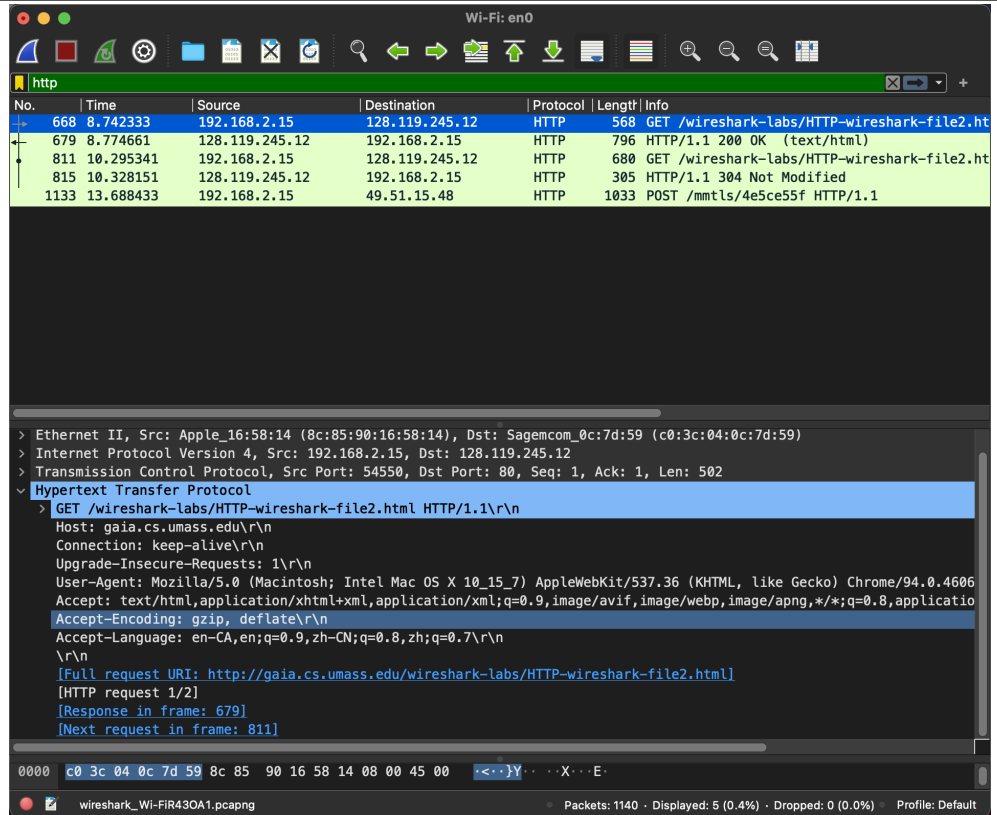 Wi-Fi: en0
http
No. Time Source Destination Protocol Length Info
668 8.742333 192.168.2.15 128.119.245.12 HTTP 568 GET /wireshark-labs/HTTP-wireshark-file2.ht
679 8.774661 128.119.245.12 192.168.2.15 HTTP 796 HTTP/1.1 200 OK (text/html)
811 10.295341 192.168.2.15 128.119.245.12 HTTP 680 GET /wireshark-labs/HTTP-wireshark-file2.ht
815 10.328151 128.119.245.12 192.168.2.15 HTTP 305 HTTP/1.1 304 Not Modified
1133 13.688433 192.168.2.15 49.51.15.48 HTTP 1033 POST /mmtls/4e5ce55f HTTP/1.1
Ethernet II, Src: Apple_16:58:14 (8c:85:90:16:58:14), Dst: Sagemcom_0c:7d:59 (c0:3c:04:0c:7d:59)
Internet Protocol Version 4, Src: 192.168.2.15, Dst: 128.119.245.12
Transmission Control Protocol, Src Port: 54550, Dst Port: 80, Seq: 1, Ack: 1, Len: 502
Hypertext Transfer Protocol
GET /wireshark-labs/HTTP-wireshark-file2.html HTTP/1.1\r\n
Host: gaia.cs.umass.edu\r\n
Connection: keep-alive\r\n
Upgrade-Insecure-Requests: 1\r\n
User-Agent: Mozilla/5.0 (Macintosh; Intel Mac OS X 10_15_7) AppleWebKit/537.36 (KHTML, like Gecko) Chrome/94.0.4606
Accept: text/html,application/xhtml+xml,application/xml;q=0.9,image/avif,image/webp,image/apng,*/*;q=0.8,applicatio
Accept-Encoding: gzip, deflate\r\n
Accept-Language: en-CA,en;q=0.9,zh-CN;q=0.8,zh;q=0.7\r\n
\r\n
[Full request URI: http://gaia.cs.umass.edu/wireshark-labs/HTTP-wireshark-file2.html]
[HTTP request 1/2]
[Response in frame: 679]
[Next request in frame: 811]
0000 c0 3c 04 0c 7d 59 8c 85 90 16 58 14 08 00 45 00 ·<··}Y·· ··X···E·
wireshark_Wi-FiR43OA1.pcapng Packets: 1140 · Displayed: 5 (0.4%) · Dropped: 0 (0.0%) Profile: Default